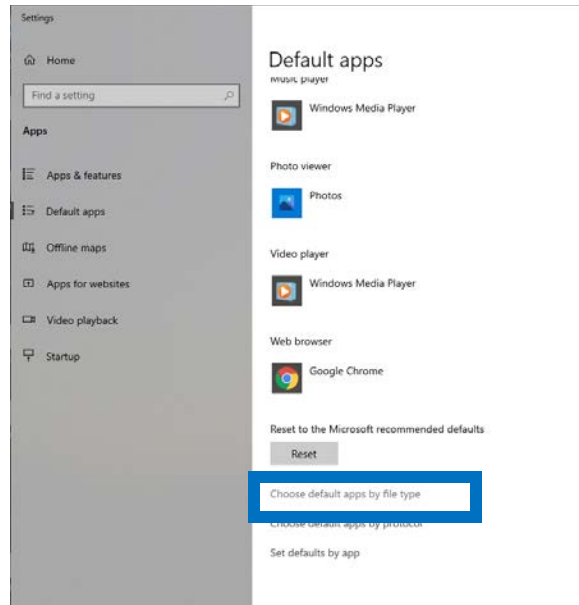 Settings
Home
Find a setting
Apps
Apps & features
Default apps
Offline maps
Apps for websites
Video playback
Startup
Default apps
Music player
Windows Media Player
Photo viewer
Photos
Video player
Windows Media Player
Web browser
Google Chrome
Reset to the Microsoft recommended defaults
Reset
Choose default apps by file type
Choose default apps by protocol
Set defaults by app